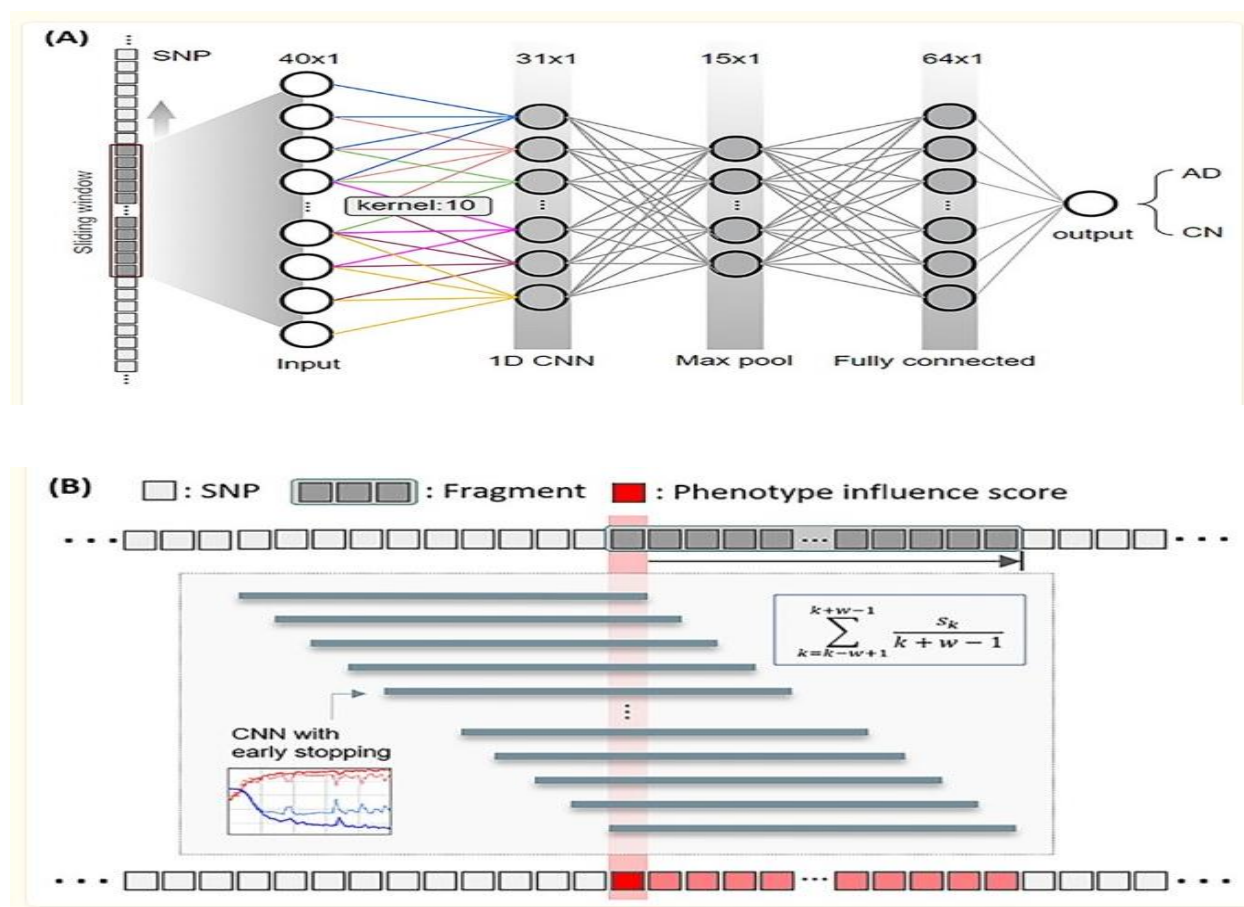 (A)
SNP
40x1
31x1
15x1
64x1
Sliding window
kernel:10
AD
CN
output
Input
1D CNN
Max pool
Fully connected
(B)
: SNP
: Fragment
: Phenotype influence score
k+w−1
∑ s_k / k + w − 1
k=k−w+1
CNN with
early stopping